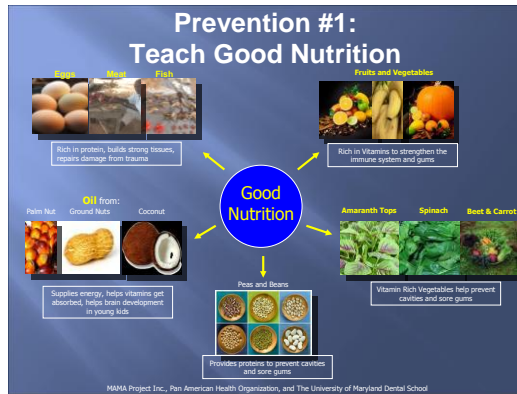 Prevention #1:
Teach Good Nutrition
Eggs Meat Fish
Rich in protein, builds strong tissues,
repairs damage from trauma
Fruits and Vegetables
Rich in Vitamins to strengthen the
immune system and gums
Good
Nutrition
Oil from:
Palm Nut Ground Nuts Coconut
Supplies energy, helps vitamins get
absorbed, helps brain development
in young kids
Amaranth Tops Spinach Beet & Carrot
Vitamin Rich Vegetables help prevent
cavities and sore gums
Peas and Beans
Provides proteins to prevent cavities
and sore gums
MAMA Project Inc., Pan American Health Organization, and The University of Maryland Dental School